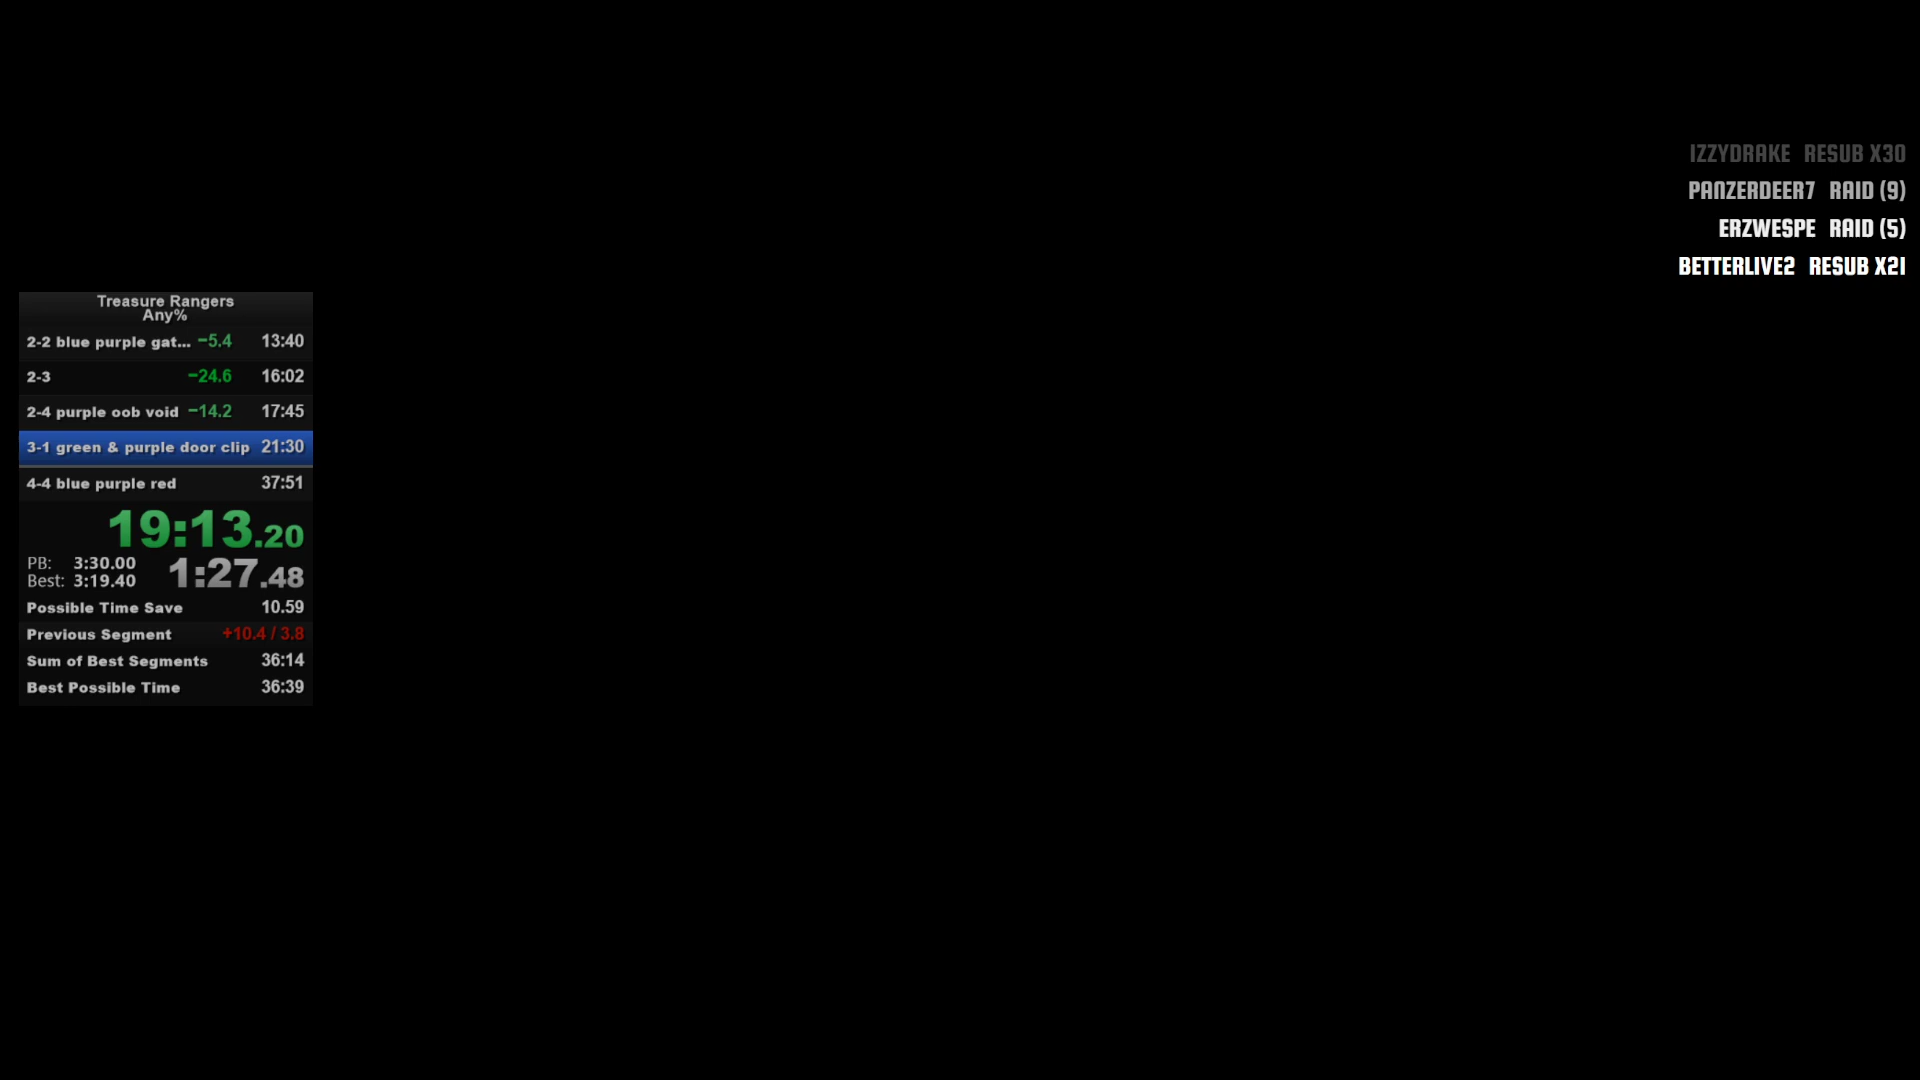 IZZYDRAKE RESUB X30
PANZERDEER7 RAID (9)
ERZWESPE RAID (5)
BETTERLIVE2 RESUB X21
Treasure Rangers
Any%
2-2 blue purple gat... −5.4 13:40
2-3 −24.6 16:02
2-4 purple oob void −14.2 17:45
3-1 green & purple door clip 21:30
4-4 blue purple red 37:51
19:13.20
PB: 3:30.00
Best: 3:19.40
1:27.48
Possible Time Save 10.59
Previous Segment +10.4 / 3.8
Sum of Best Segments 36:14
Best Possible Time 36:39